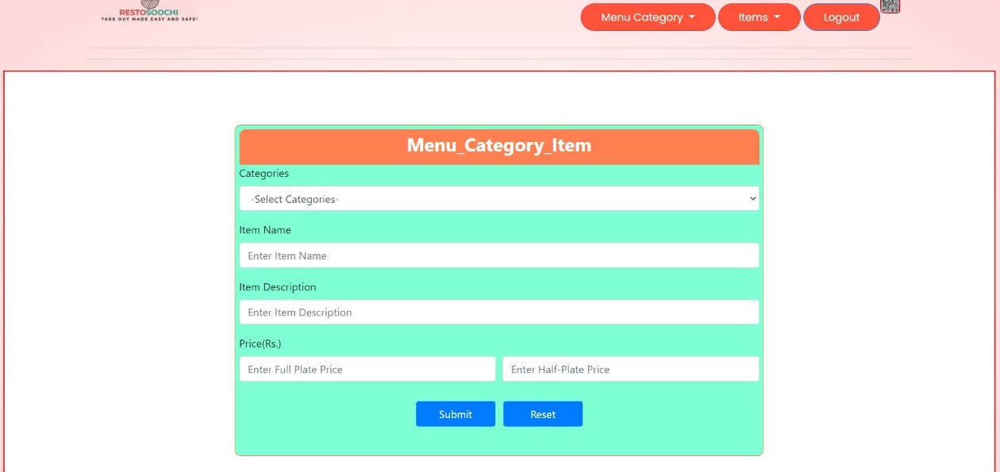 RESTOSOOCHI
TAKE OUT MADE EASY AND SAFE'
Menu Category Items Logout
Menu_Category_Item
Categories
-Select Categories-
Item Name
Enter Item Name
Item Description
Enter Item Description
Price(Rs.)
Enter Full Plate Price Enter Half-Plate Price
Submit Reset